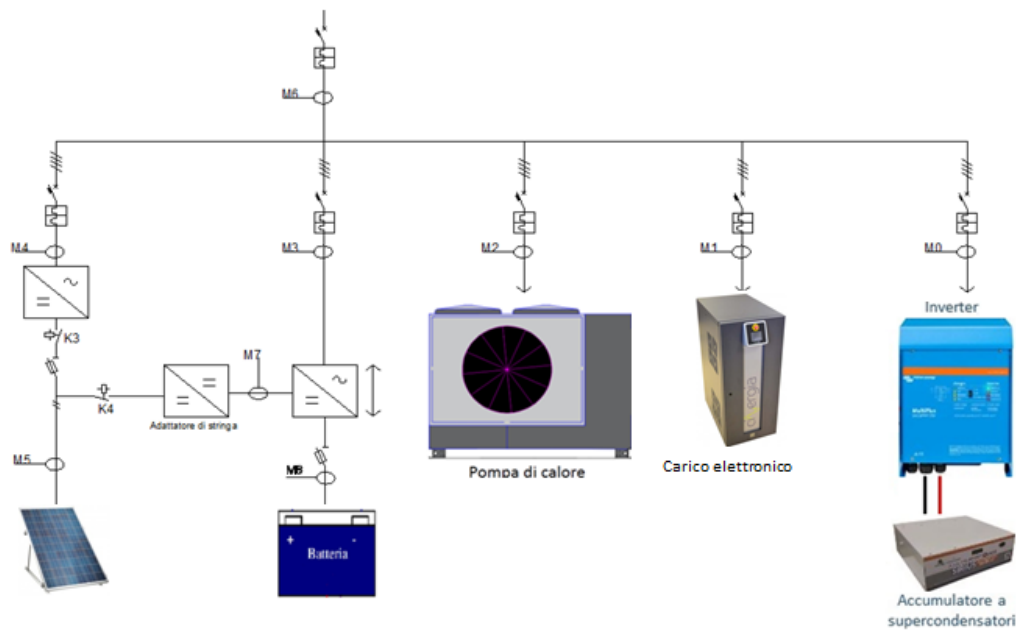 M6
M4
M3
M2
M1
M0
K3
M7
K4
Adattatore di stringa
M5
M8
Batteria
Pompa di calore
Carico elettronico
Inverter
Accumulatore a
supercondensatori